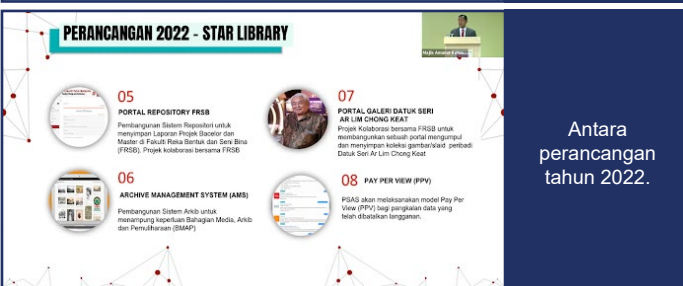 PERANCANGAN 2022 - STAR LIBRARY
05
PORTAL REPOSITORY FRSB
Pembangunan Sistem Repositori untuk
menyimpan Laporan Projek Bacelor dan
Master di Fakulti Reka Bentuk dan Seni Bina
(FRSB). Projek kolaborasi bersama FRSB
06
ARCHIVE MANAGEMENT SYSTEM (AMS)
Pembangunan Sistem Arkib untuk
menampung keperluan Bahagian Media, Arkib
dan Pemuliharaan (BMAP)
07
PORTAL GALERI DATUK SERI
AR LIM CHONG KEAT
Projek Kolaborasi bersama FRSB untuk
membangunkan sebuah portal mengumpul
dan menyimpan koleksi gambar/slaid peribadi
Datuk Seri Ar Lim Chong Keat
08 PAY PER VIEW (PPV)
PSAS akan melaksanakan model Pay Per
View (PPV) bagi pangkalan data yang
telah dibatalkan langganan.
Antara
perancangan
tahun 2022.